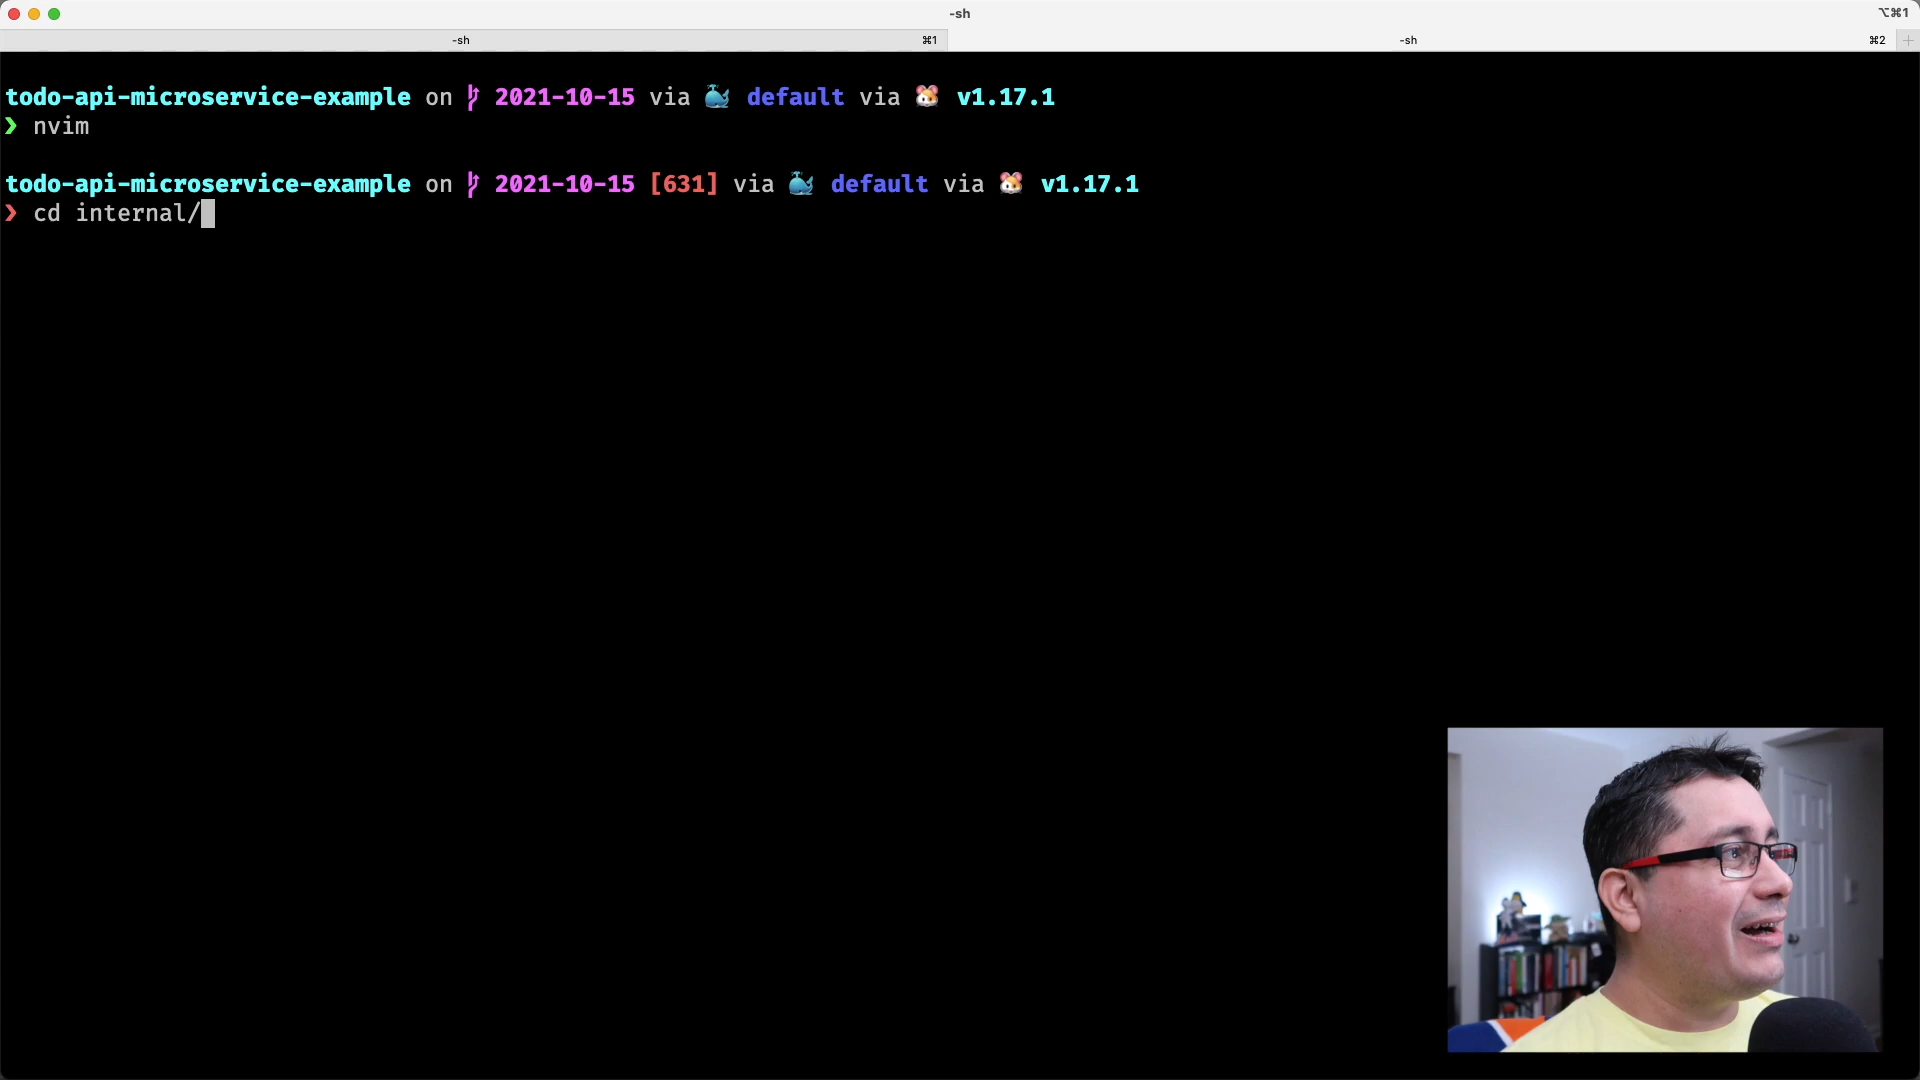 -sh
⌥⌘1
-sh ⌘1 -sh ⌘2
todo-api-microservice-example on 2021-10-15 via 🐳 default via 🐹 v1.17.1
❯ nvim
todo-api-microservice-example on 2021-10-15 [631] via 🐳 default via 🐹 v1.17.1
❯ cd internal/